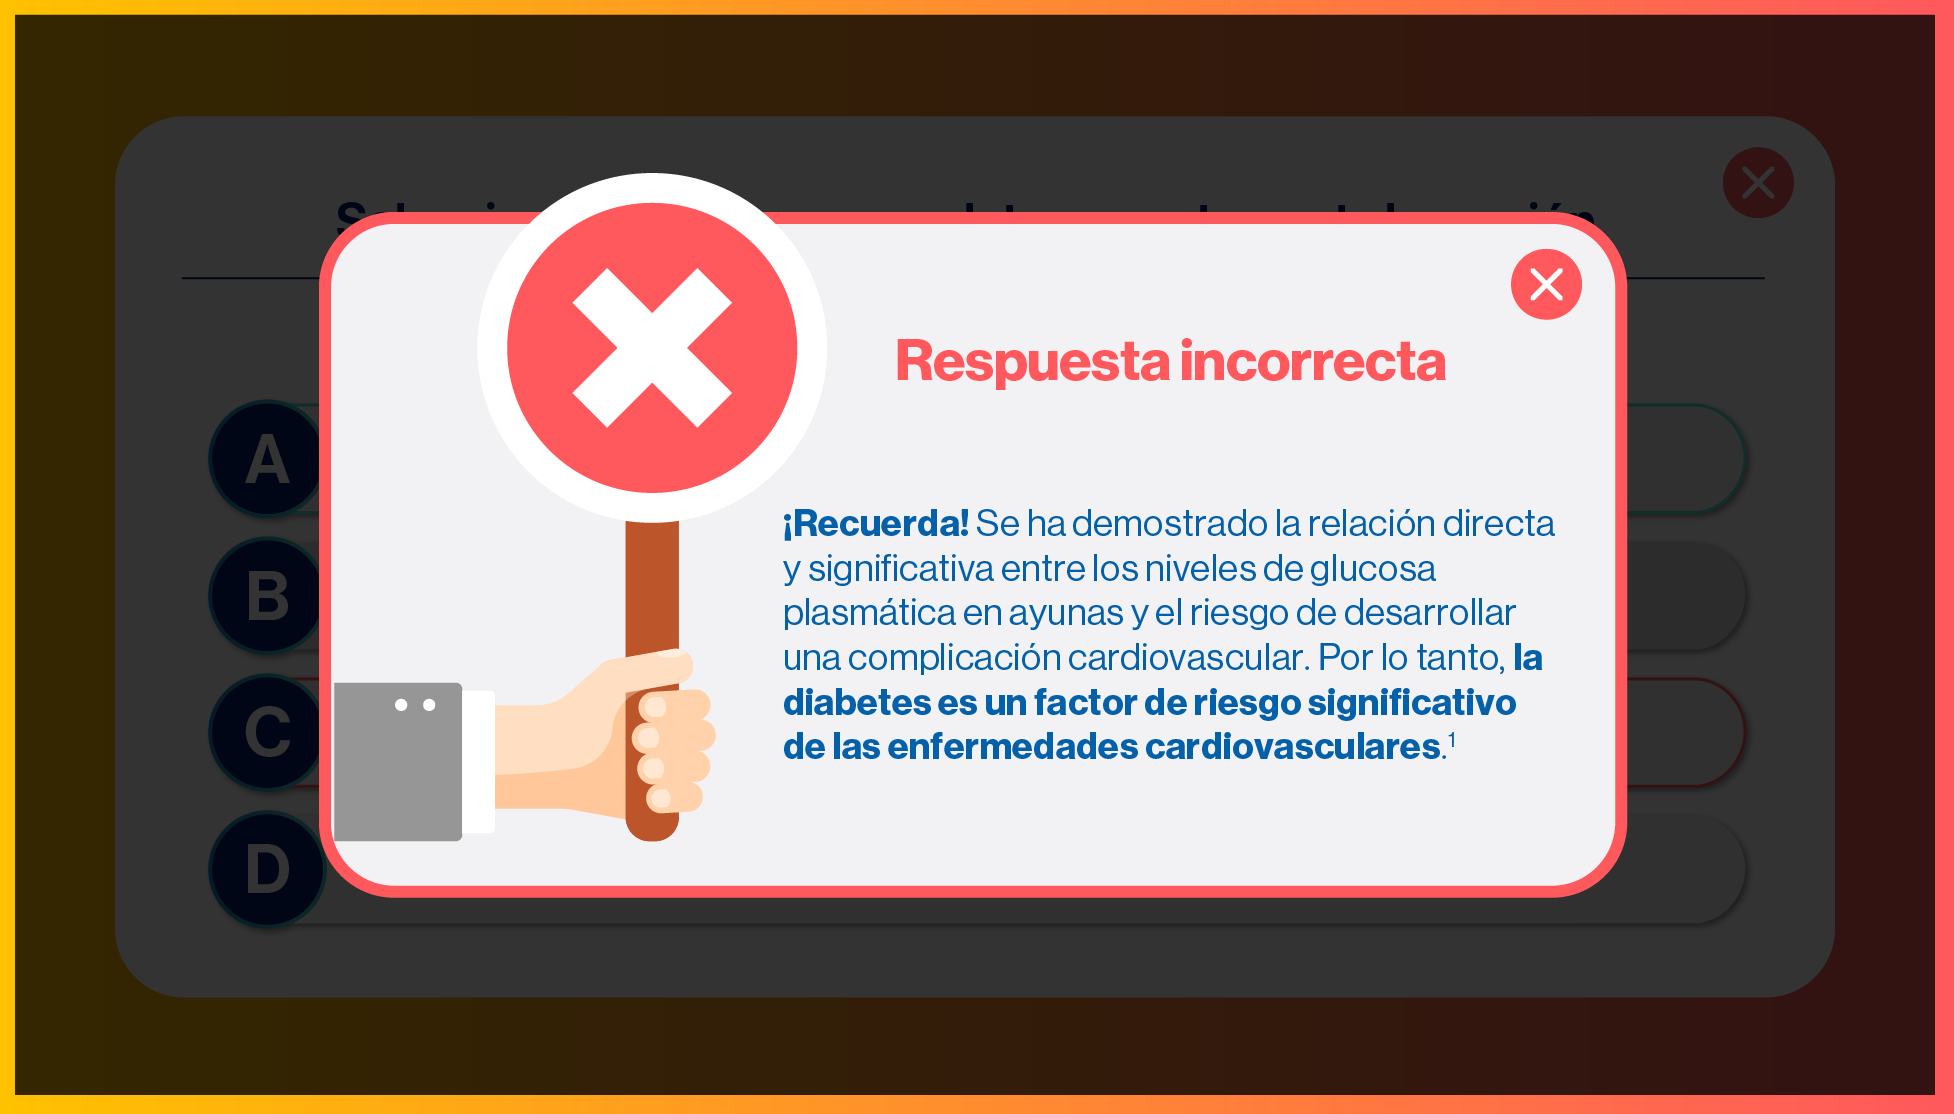 Respuesta incorrecta
¡Recuerda! Se ha demostrado la relación directa
y significativa entre los niveles de glucosa
plasmática en ayunas y el riesgo de desarrollar
una complicación cardiovascular. Por lo tanto, la
diabetes es un factor de riesgo significativo
de las enfermedades cardiovasculares.¹
A
B
C
D